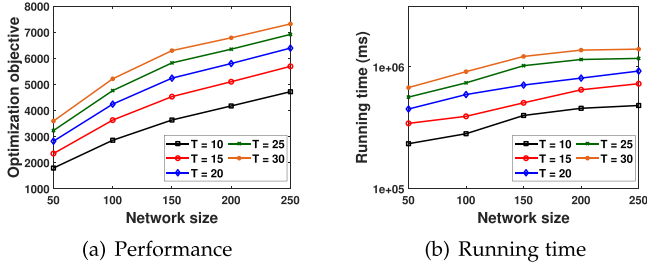 8000
7000
6000
5000
4000
3000
2000
1000
Optimization objective
T = 10
T = 15
T = 20
T = 25
T = 30
50
100
150
200
250
Network size
(a) Performance
1e+06
1e+05
Running time (ms)
T = 10
T = 15
T = 20
T = 25
T = 30
50
100
150
200
250
Network size
(b) Running time